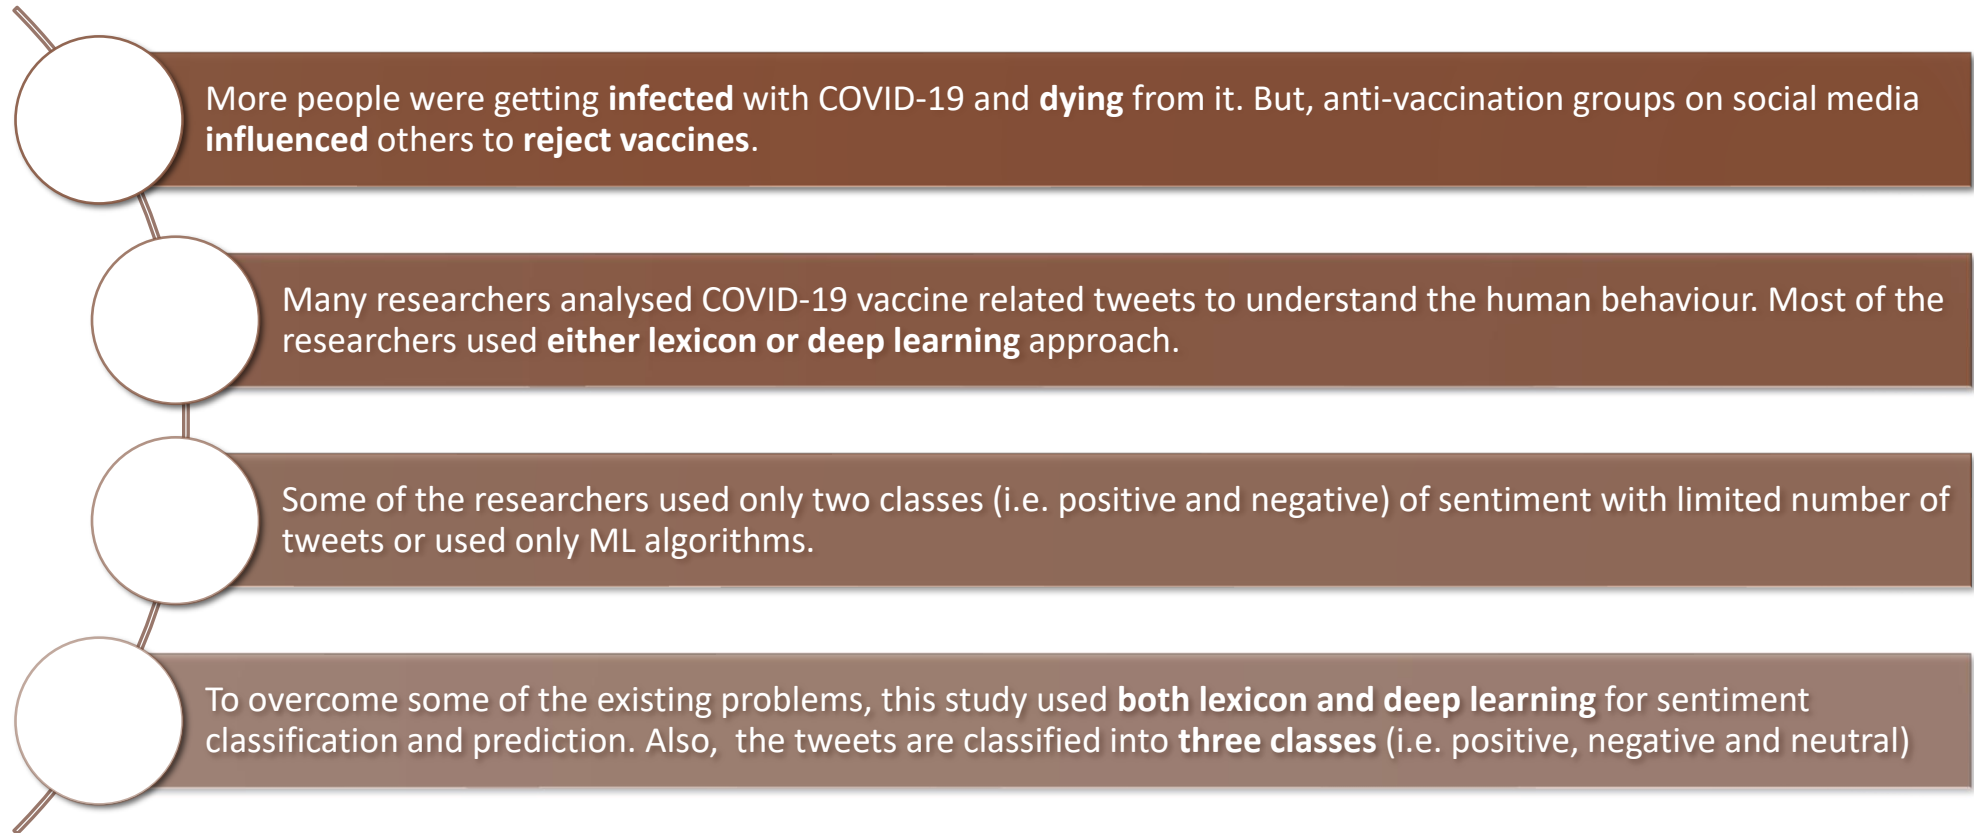 More people were getting infected with COVID-19 and dying from it. But, anti-vaccination groups on social media
influenced others to reject vaccines.
Many researchers analysed COVID-19 vaccine related tweets to understand the human behaviour. Most of the
researchers used either lexicon or deep learning approach.
Some of the researchers used only two classes (i.e. positive and negative) of sentiment with limited number of
tweets or used only ML algorithms.
To overcome some of the existing problems, this study used both lexicon and deep learning for sentiment
classification and prediction. Also,  the tweets are classified into three classes (i.e. positive, negative and neutral)